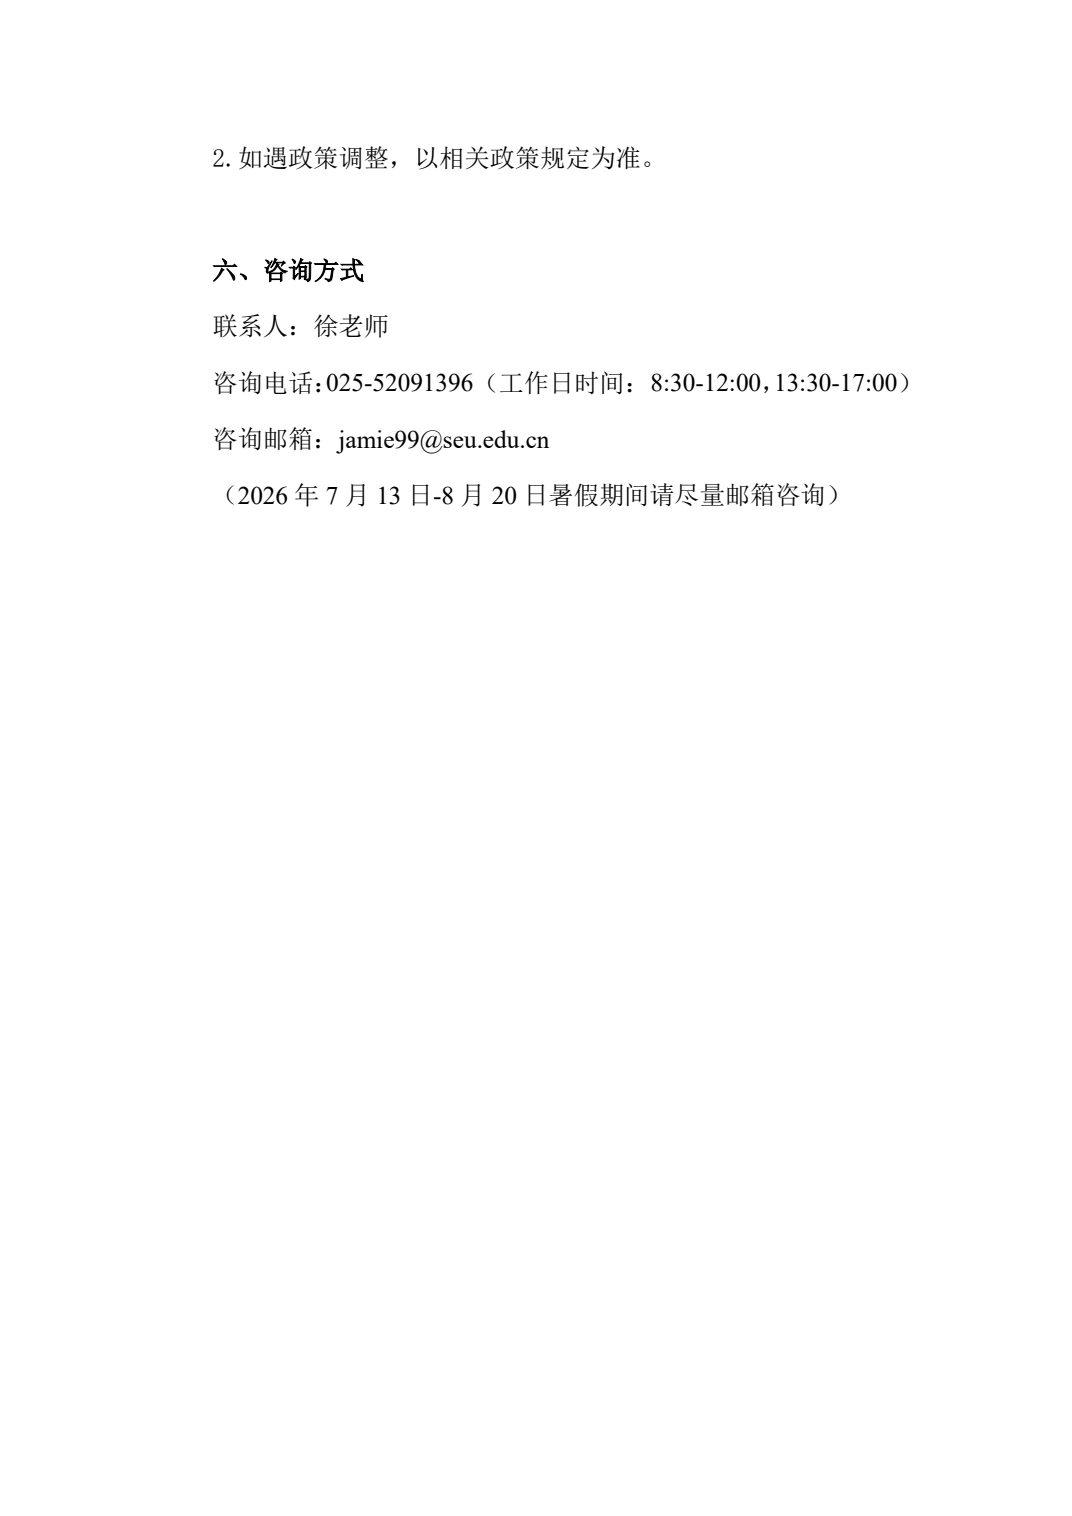 2.如遇政策调整，以相关政策规定为准。
六、咨询方式
联系人：徐老师
咨询电话:025-52091396（工作日时间：8:30-12:00,13:30-17:00）
咨询邮箱：jamie99@seu.edu.cn
（2026 年 7 月 13 日-8 月 20 日暑假期间请尽量邮箱咨询）